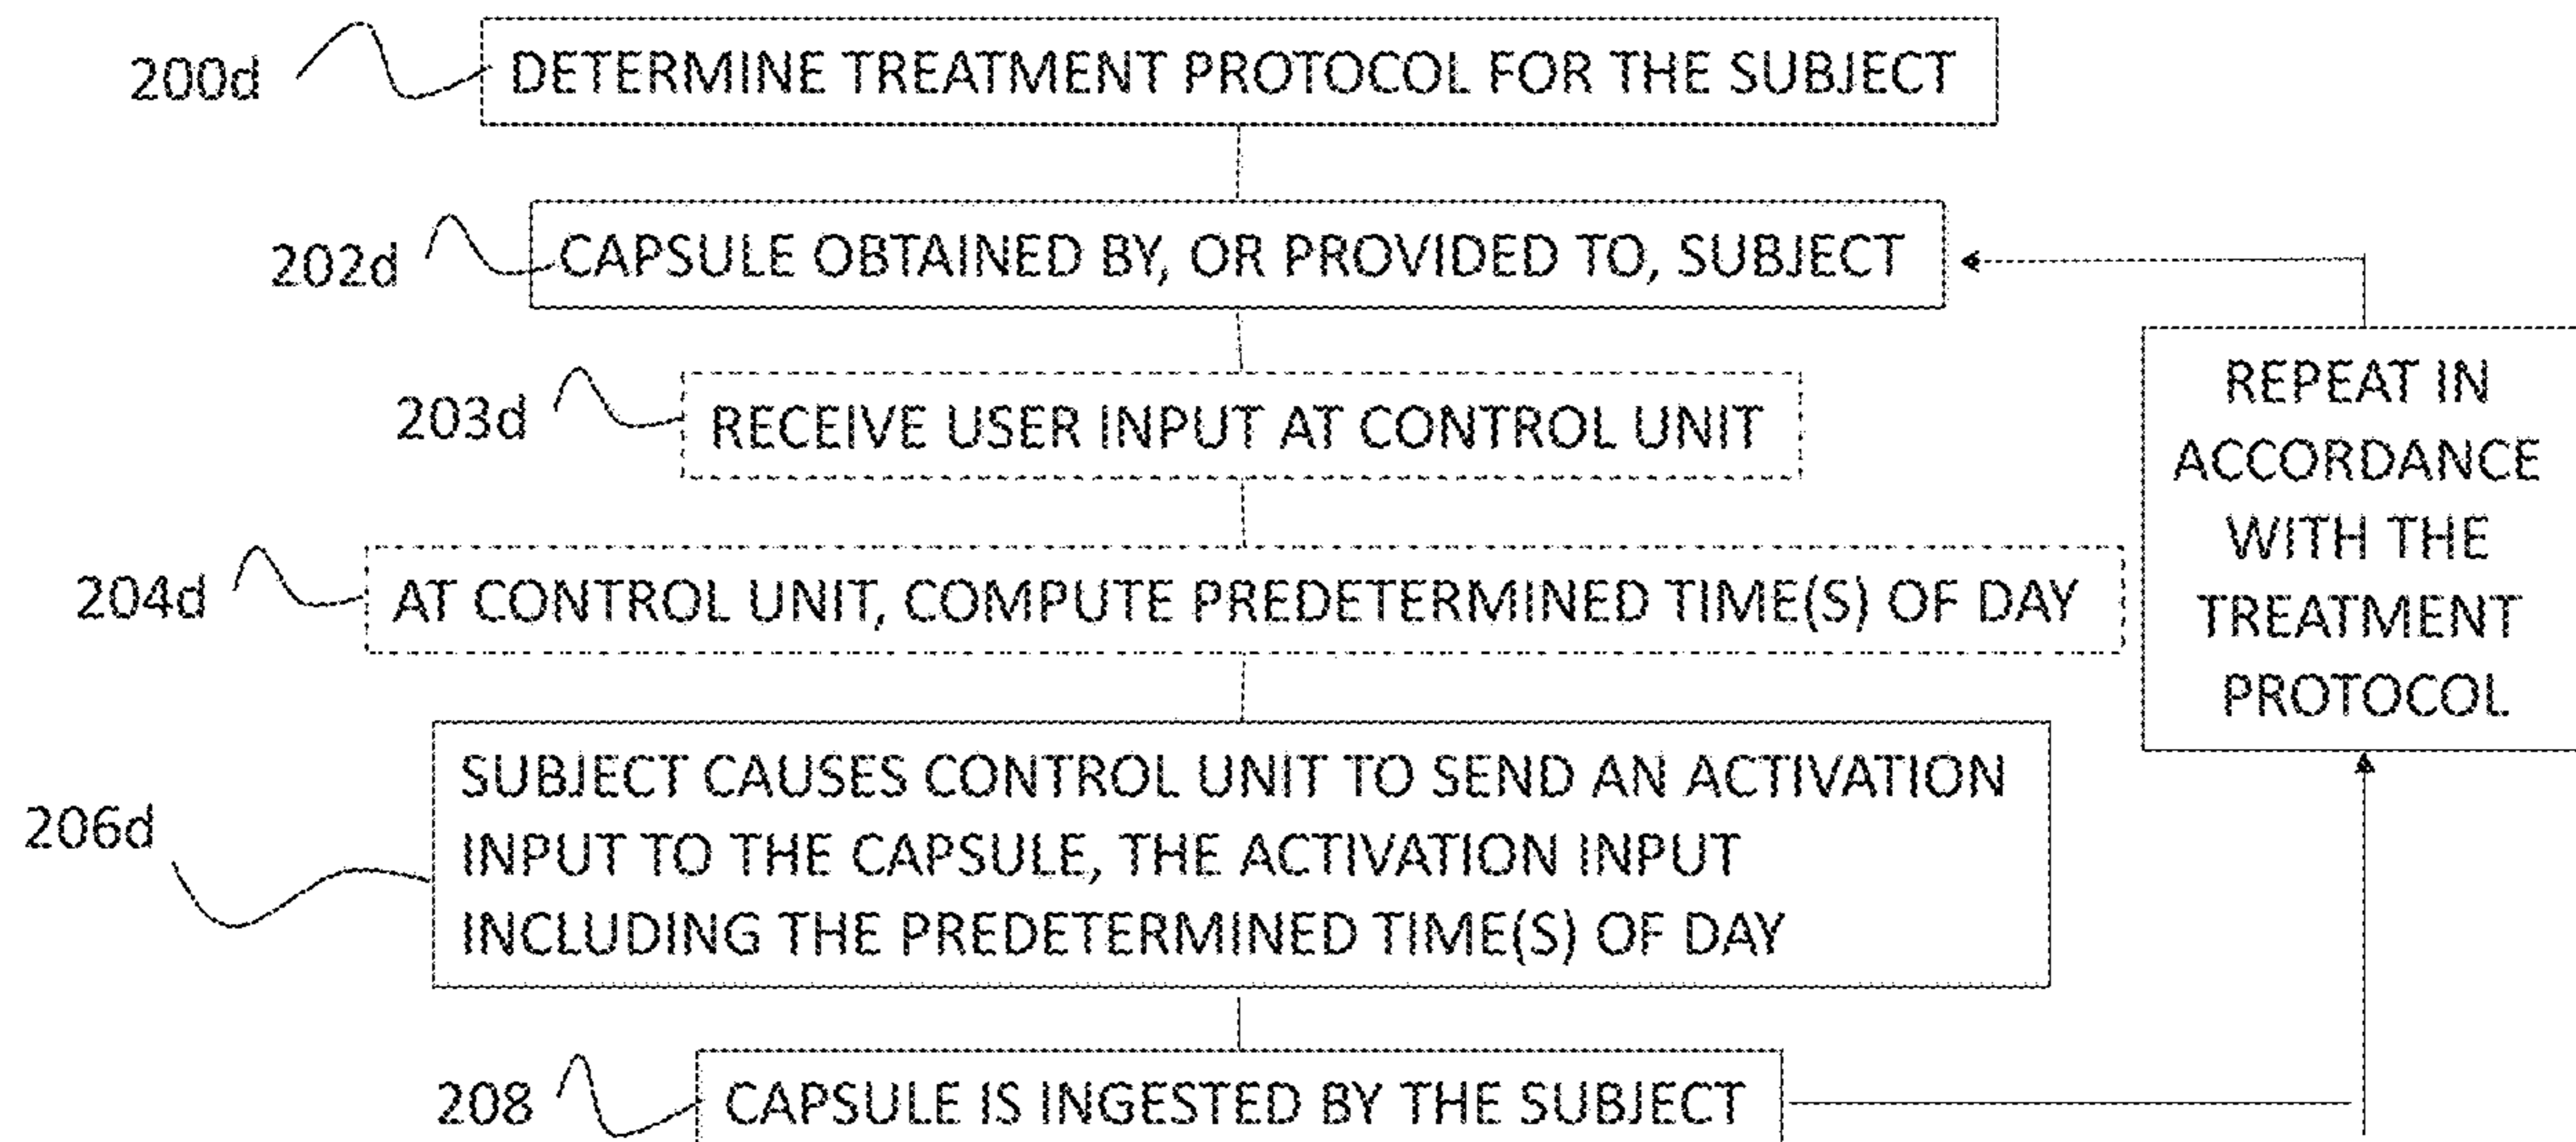 200d
DETERMINE TREATMENT PROTOCOL FOR THE SUBJECT
202d
CAPSULE OBTAINED BY, OR PROVIDED TO, SUBJECT
203d
RECEIVE USER INPUT AT CONTROL UNIT
204d
AT CONTROL UNIT, COMPUTE PREDETERMINED TIME(S) OF DAY
206d
SUBJECT CAUSES CONTROL UNIT TO SEND AN ACTIVATION
INPUT TO THE CAPSULE, THE ACTIVATION INPUT
INCLUDING THE PREDETERMINED TIME(S) OF DAY
208
CAPSULE IS INGESTED BY THE SUBJECT
REPEAT IN
ACCORDANCE
WITH THE
TREATMENT
PROTOCOL